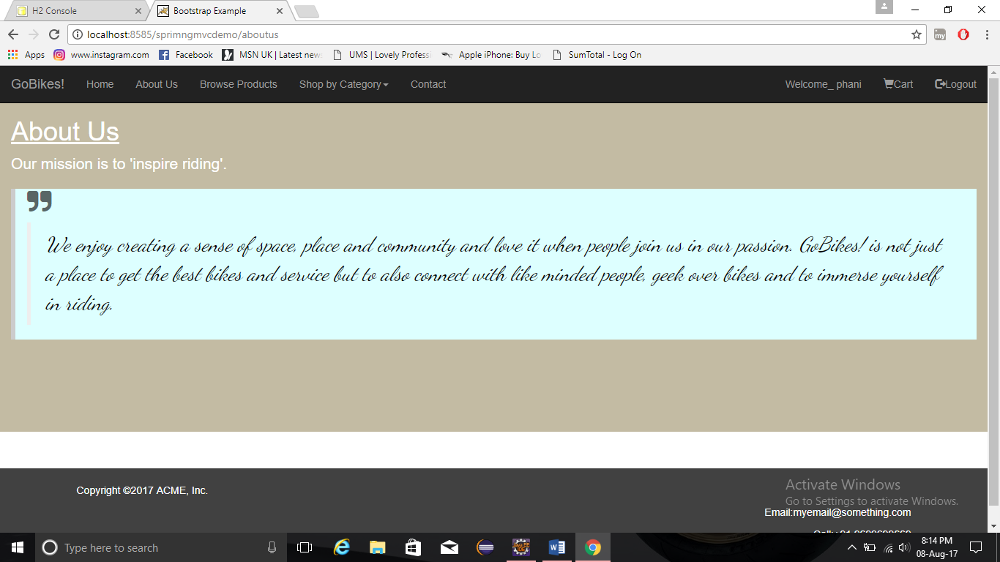 H2 Console
Bootstrap Example
localhost:8585/sprimngmvcdemo/aboutus
Apps www.instagram.com Facebook MSN UK | Latest news UMS | Lovely Profess Apple iPhone: Buy Lo SumTotal - Log On
my
GoBikes! Home About Us Browse Products Shop by Category Contact Welcome_ phani Cart Logout
About Us
Our mission is to 'inspire riding'.
We enjoy creating a sense of space, place and community and love it when people join us in our passion. GoBikes! is not just
a place to get the best bikes and service but to also connect with like minded people, geek over bikes and to immerse yourself
in riding.
Copyright ©2017 ACME, Inc.
Activate Windows
Go to Settings to activate Windows.
Email:myemail@something.com
Type here to search
Java EE
IDE
8:14 PM
08-Aug-17